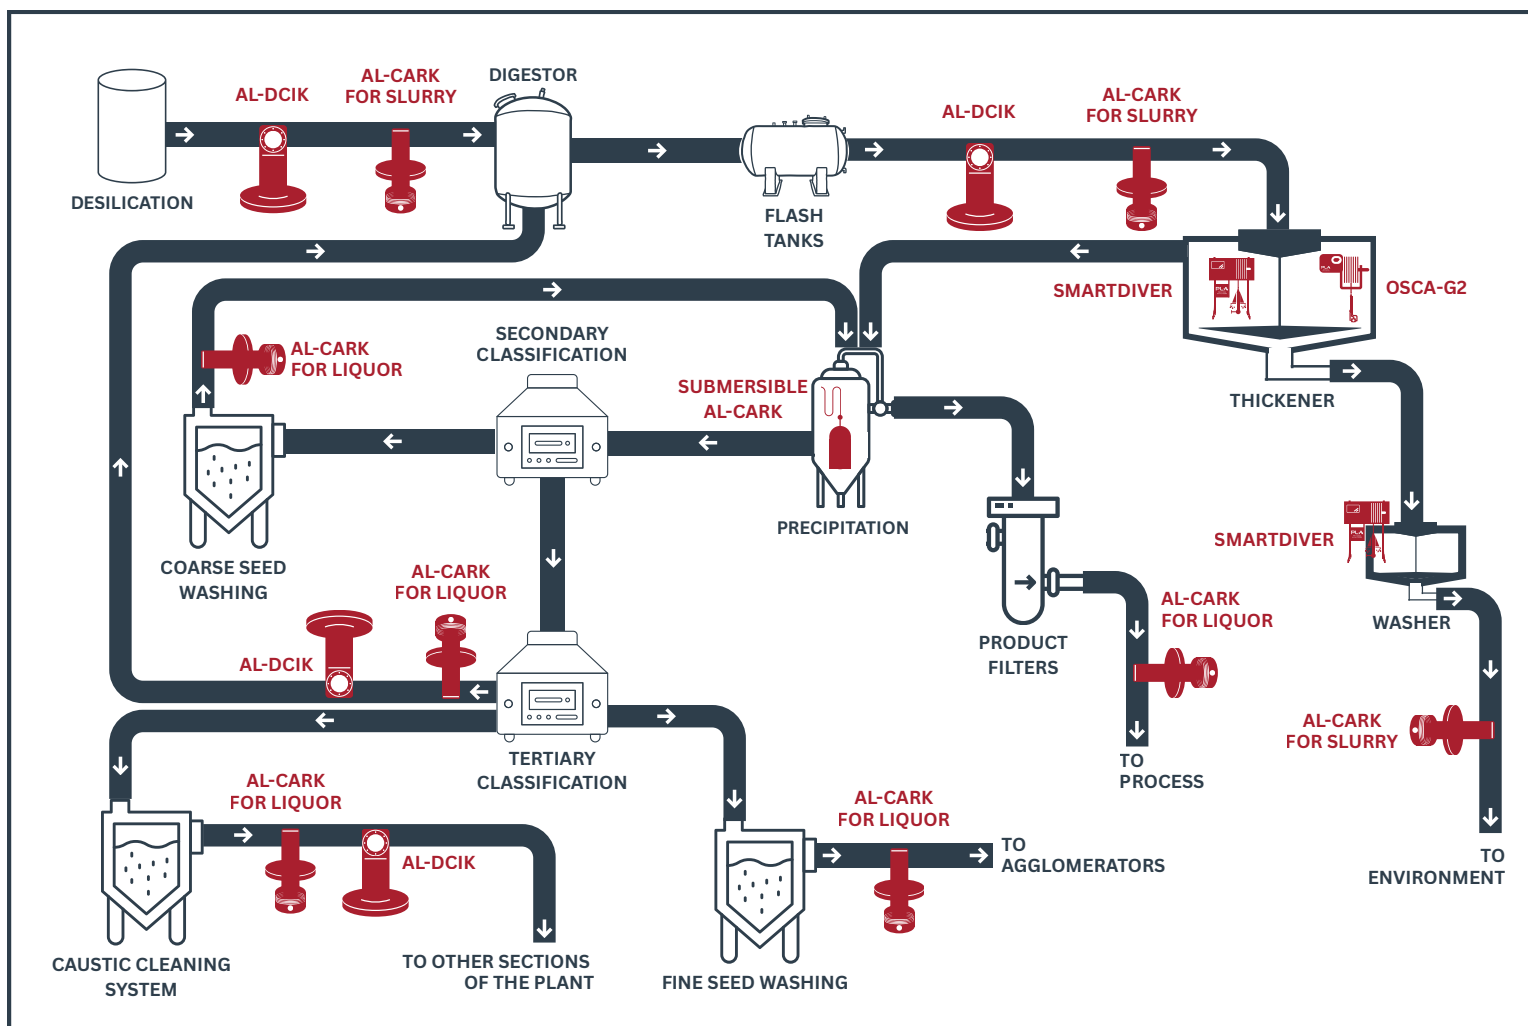 DIGESTOR
AL-CARK
FOR SLURRY
AL-DCIK
DESILICATION
AL-DCIK
AL-CARK
FOR SLURRY
FLASH
TANKS
SMARTDIVER
PLA
PLA
OSCA-G2
THICKENER
AL-CARK
FOR LIQUOR
SECONDARY
CLASSIFICATION
SUBMERSIBLE
AL-CARK
PRECIPITATION
COARSE SEED
WASHING
AL-CARK
FOR LIQUOR
AL-DCIK
SMARTDIVER
PLA
WASHER
PRODUCT
FILTERS
AL-CARK
FOR LIQUOR
AL-CARK
FOR SLURRY
TO
PROCESS
TERTIARY
CLASSIFICATION
AL-CARK
FOR LIQUOR
AL-DCIK
AL-CARK
FOR LIQUOR
TO
AGGLOMERATORS
TO
ENVIRONMENT
CAUSTIC CLEANING
SYSTEM
TO OTHER SECTIONS
OF THE PLANT
FINE SEED WASHING